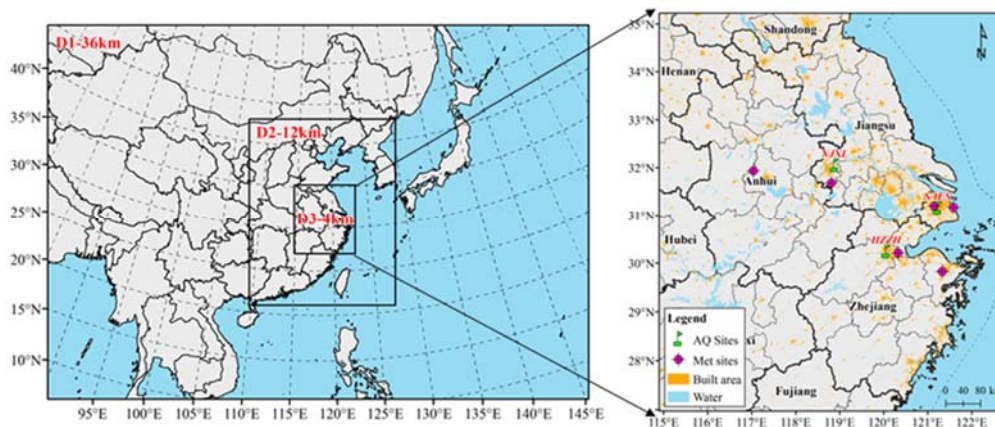 D1-36km
D2-12km
D3-4km
40°N
35°N
30°N
25°N
20°N
15°N
10°N
95°E
100°E
105°E
110°E
115°E
120°E
125°E
130°E
135°E
140°E
145°E
35°N
34°N
33°N
32°N
31°N
30°N
29°N
28°N
Shandong
Henan
Jiangsu
Anhui
Hubei
HZZH
Zhejiang
Fujiang
xi
Legend
AQ Sites
Met sites
Built area
Water
0 40 80 k
115°E
116°E
117°E
118°E
119°E
120°E
121°E
122°E